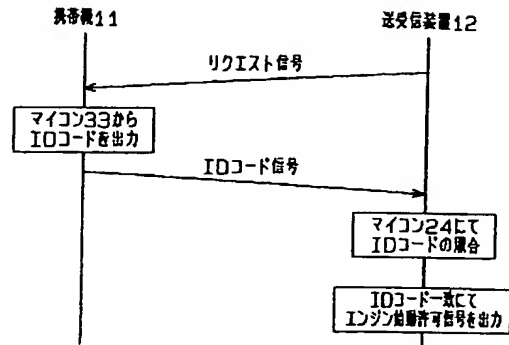 携帯機11
送受信装置12
リクエスト信号
マイコン33から
IDコードを出力
IDコード信号
マイコン24にて
IDコードの照合
IDコード一致にて
エンジン始動許可信号を出力